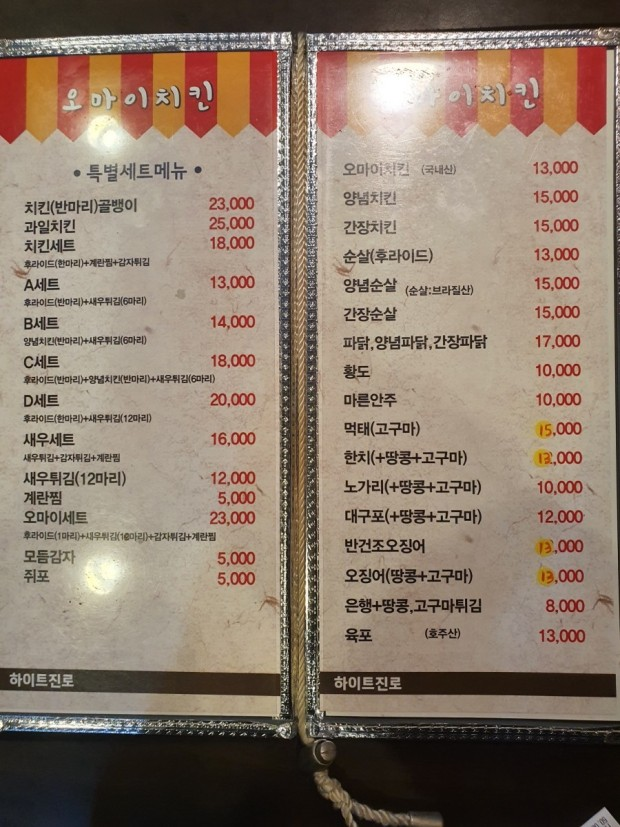 오마이치킨
• 특별세트메뉴 •
치킨(반마리)골뱅이 23,000
과일치킨 25,000
치킨세트 18,000
후라이드(한마리)+계란찜+감자튀김
A세트 13,000
후라이드(반마리)+새우튀김(6마리)
B세트 14,000
양념치킨(반마리)+새우튀김(6마리)
C세트 18,000
후라이드(반마리)+양념치킨(반마리)+새우튀김(6마리)
D세트 20,000
후라이드(한마리)+새우튀김(12마리)
새우세트 16,000
새우튀김+감자튀김+계란찜
새우튀김(12마리) 12,000
계란찜 5,000
오마이세트 23,000
후라이드(1마리)+새우튀김(10마리)+감자튀김+계란찜
모듬감자 5,000
쥐포 5,000
하이트진로
마이치킨
오마이치킨 (국내산) 13,000
양념치킨 15,000
간장치킨 15,000
순살(후라이드) 13,000
양념순살 (순살:브라질산) 15,000
간장순살 15,000
파닭,양념파닭,간장파닭 17,000
황도 10,000
마른안주 10,000
먹태(고구마) 15,000
한치(+땅콩+고구마) 13,000
노가리(+땅콩+고구마) 10,000
대구포(+땅콩+고구마) 12,000
반건조오징어 13,000
오징어(땅콩+고구마) 13,000
은행+땅콩,고구마튀김 8,000
육포 (호주산) 13,000
하이트진로